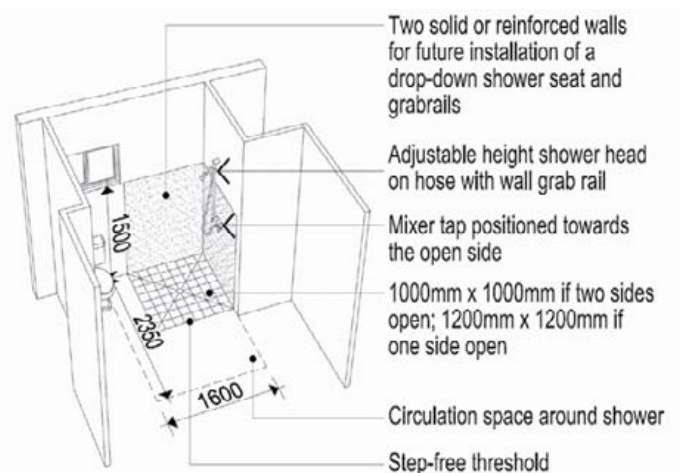 Two solid or reinforced walls
for future installation of a
drop-down shower seat and
grabrails
Adjustable height shower head
on hose with wall grab rail
Mixer tap positioned towards
the open side
1000mm x 1000mm if two sides
open; 1200mm x 1200mm if
one side open
Circulation space around shower
Step-free threshold
1500
2350
1600